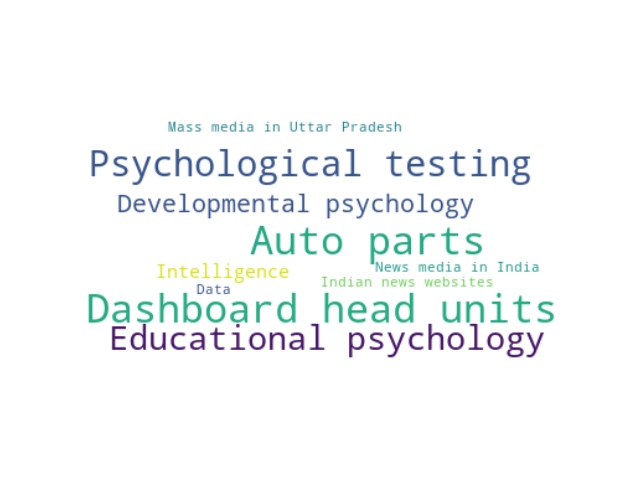 Mass media in Uttar Pradesh
Psychological testing
Developmental psychology
Auto parts
News media in India
Intelligence
Indian news websites
Data
Dashboard head units
Educational psychology